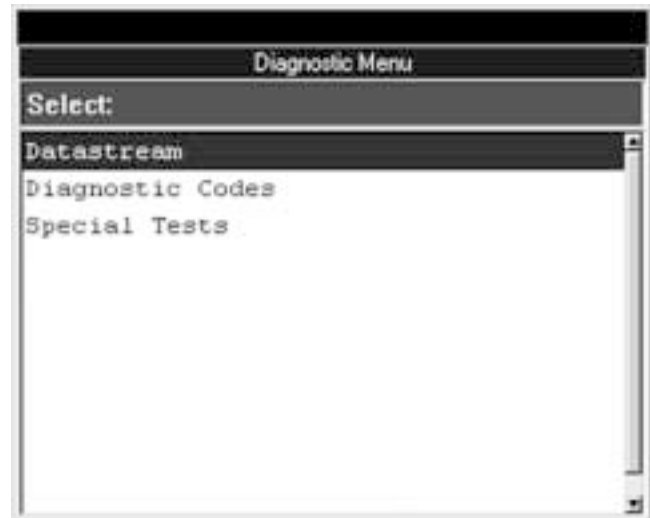 Diagnostic Menu
Select:
Datastream
Diagnostic Codes
Special Tests